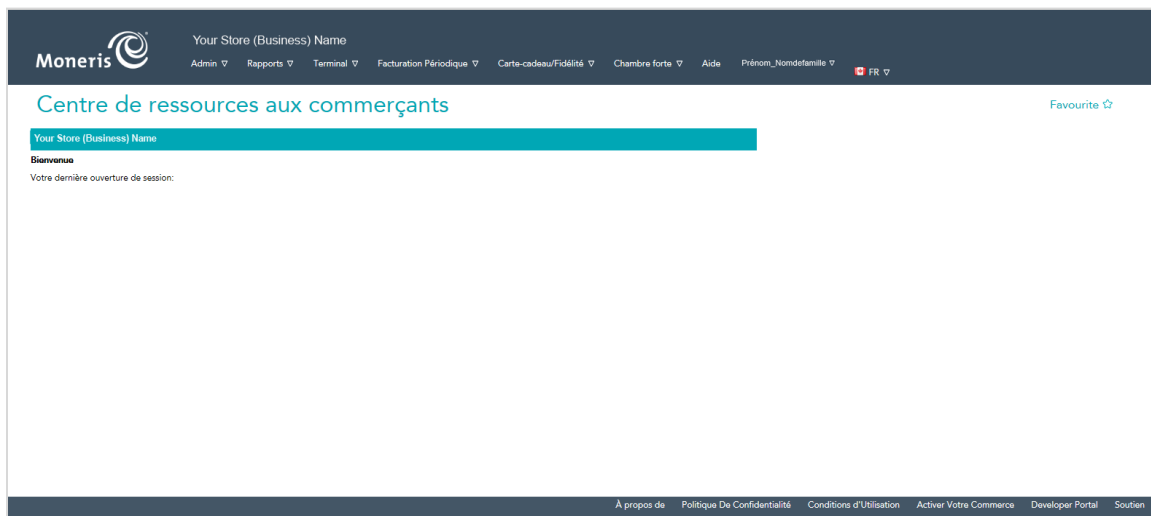 Moneris
Your Store (Business) Name
Admin Rapports Terminal Facturation Périodique Carte-cadeau/Fidélité Chambre forte Aide Prénom_Nomdefamille FR
Centre de ressources aux commerçants
Favourite
Your Store (Business) Name
Bienvenue
Votre dernière ouverture de session:
À propos de Politique De Confidentialité Conditions d'Utilisation Activer Votre Commerce Developer Portal Soutien